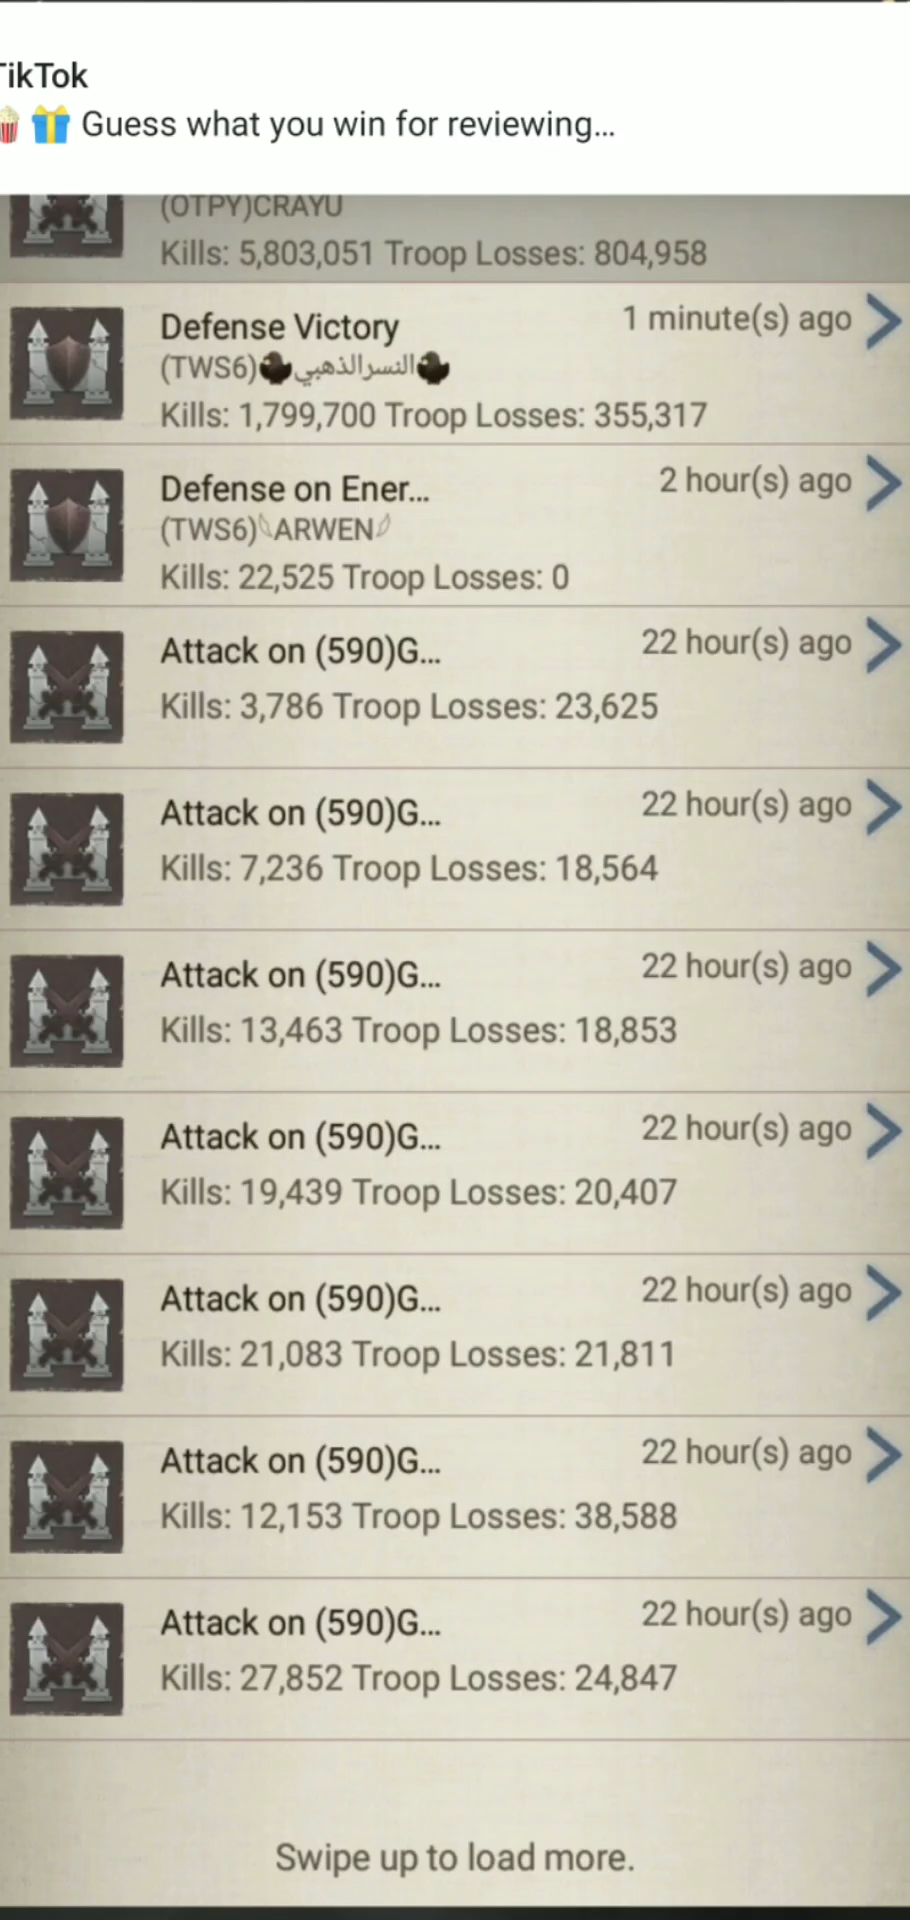 TikTok
Guess what you win for reviewing...
(OTPY)CRAYU
Kills: 5,803,051 Troop Losses: 804,958
Defense Victory
1 minute(s) ago
(TWS6)النسرالذهبي
Kills: 1,799,700 Troop Losses: 355,317
Defense on Ener...
2 hour(s) ago
(TWS6)ARWEN
Kills: 22,525 Troop Losses: 0
Attack on (590)G...
22 hour(s) ago
Kills: 3,786 Troop Losses: 23,625
Attack on (590)G...
22 hour(s) ago
Kills: 7,236 Troop Losses: 18,564
Attack on (590)G...
22 hour(s) ago
Kills: 13,463 Troop Losses: 18,853
Attack on (590)G...
22 hour(s) ago
Kills: 19,439 Troop Losses: 20,407
Attack on (590)G...
22 hour(s) ago
Kills: 21,083 Troop Losses: 21,811
Attack on (590)G...
22 hour(s) ago
Kills: 12,153 Troop Losses: 38,588
Attack on (590)G...
22 hour(s) ago
Kills: 27,852 Troop Losses: 24,847
Swipe up to load more.